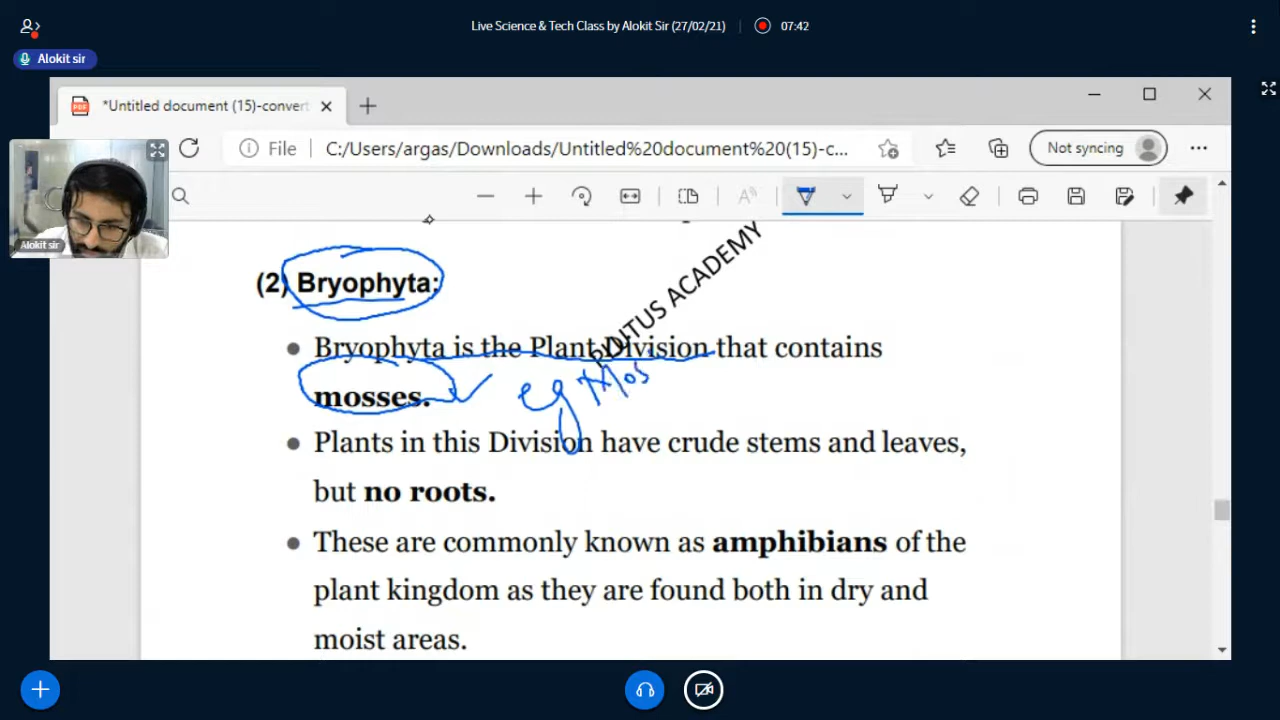 Live Science & Tech Class by Alokit Sir (27/02/21)
07:42
Alokit sir
*Untitled document (15)-convert
File
C:/Users/argas/Downloads/Untitled%20document%20(15)-c...
Not syncing
Alokit sir
(2) Bryophyta:
Bryophyta is the Plant Division that contains
mosses.
eg Mos
Plants in this Division have crude stems and leaves,
but no roots.
These are commonly known as amphibians of the
plant kingdom as they are found both in dry and
moist areas.
ACADEMY